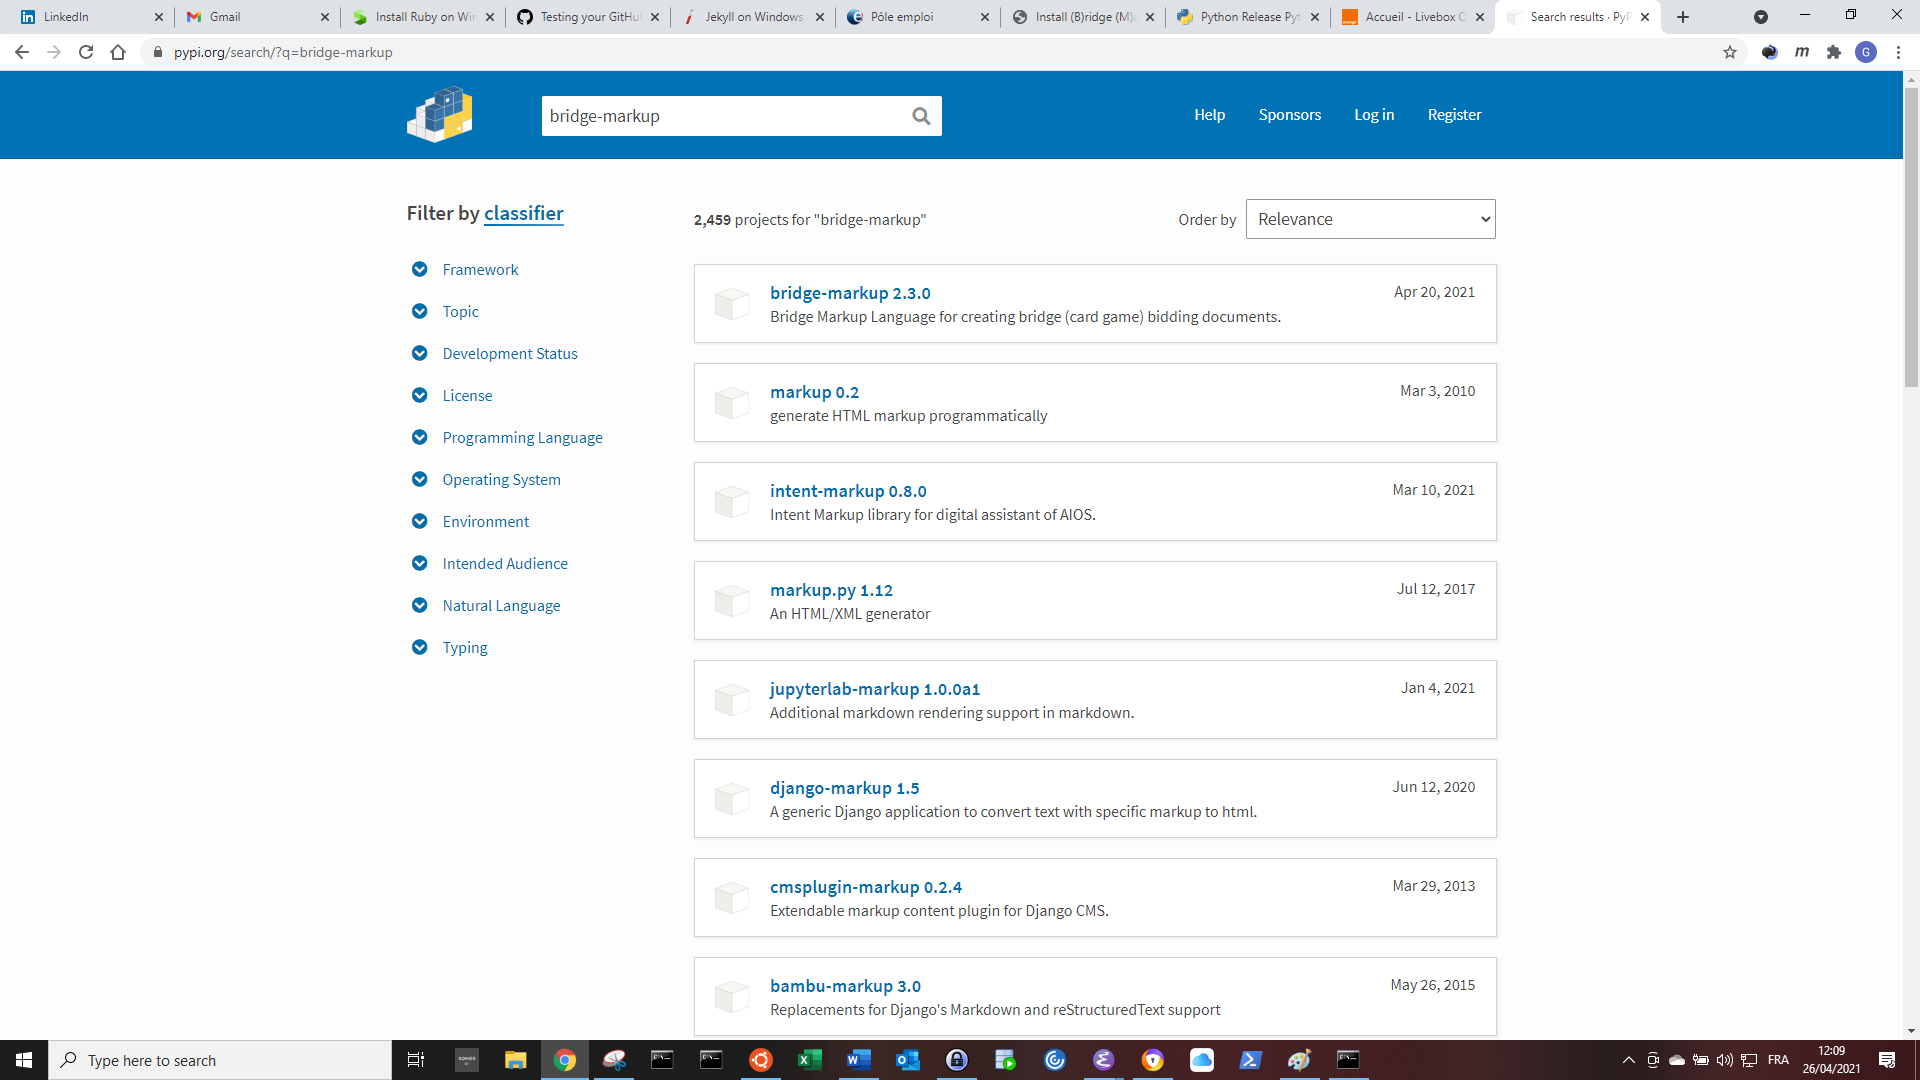 LinkedIn
Gmail
Install Ruby on Win
Testing your GitHu
Jekyll on Windows
Pôle emploi
Install (B)ridge (M)a
Python Release Pyt
Accueil - Livebox O
Search results · PyP
G
pypi.org/search/?q=bridge-markup
bridge-markup
Help
Sponsors
Log in
Register
Filter by classifier
Framework
Topic
Development Status
License
Programming Language
Operating System
Environment
Intended Audience
Natural Language
Typing
2,459 projects for "bridge-markup"
Order by
Relevance
bridge-markup 2.3.0
Apr 20, 2021
Bridge Markup Language for creating bridge (card game) bidding documents.
markup 0.2
Mar 3, 2010
generate HTML markup programmatically
intent-markup 0.8.0
Mar 10, 2021
Intent Markup library for digital assistant of AIOS.
markup.py 1.12
Jul 12, 2017
An HTML/XML generator
jupyterlab-markup 1.0.0a1
Jan 4, 2021
Additional markdown rendering support in markdown.
django-markup 1.5
Jun 12, 2020
A generic Django application to convert text with specific markup to html.
cmsplugin-markup 0.2.4
Mar 29, 2013
Extendable markup content plugin for Django CMS.
bambu-markup 3.0
May 26, 2015
Replacements for Django's Markdown and reStructuredText support
Type here to search
SONOS
FRA
12:09
26/04/2021